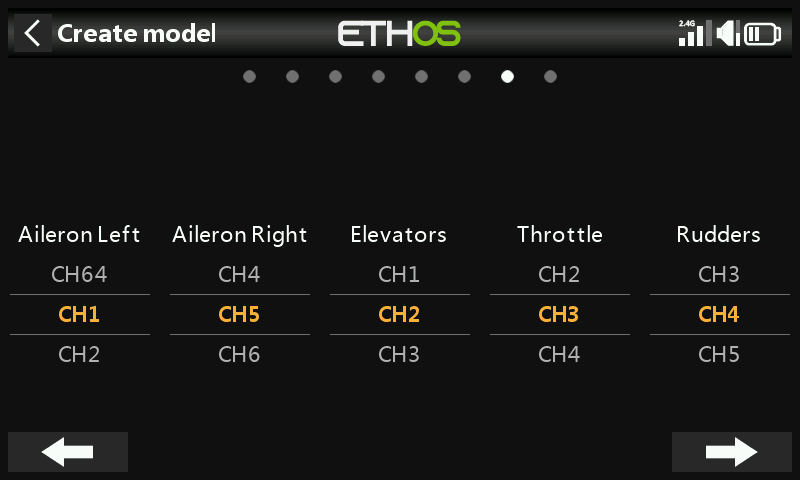 Create model
ETHOS
2.4G
Aileron Left Aileron Right Elevators Throttle Rudders
CH64 CH4 CH1 CH2 CH3
CH1 CH5 CH2 CH3 CH4
CH2 CH6 CH3 CH4 CH5